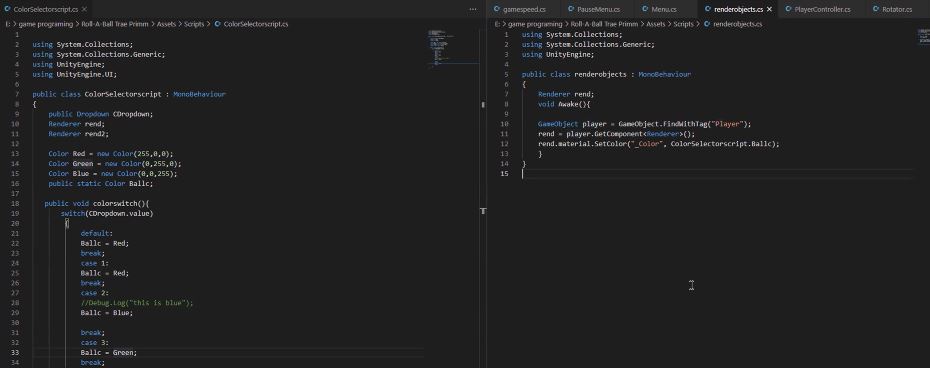 ColorSelectorscript.cs ×
E: > game programing > Roll-A-Ball Trae Primm > Assets > Scripts > ColorSelectorscript.cs
1
2 using System.Collections;
3 using System.Collections.Generic;
4 using UnityEngine;
5 using UnityEngine.UI;
6
7 public class ColorSelectorscript : MonoBehaviour
8 {
9 public Dropdown CDropdown;
10 Renderer rend;
11 Renderer rend2;
12
13 Color Red = new Color(255,0,0);
14 Color Green = new Color(0,255,0);
15 Color Blue = new Color(0,0,255);
16 public static Color Ballc;
17
18 public void colorswitch(){
19 switch(CDropdown.value)
20 {
21 default:
22 Ballc = Red;
23 break;
24 case 1:
25 Ballc = Red;
26 break;
27 case 2:
28 //Debug.Log("this is blue");
29 Ballc = Blue;
30
31 break;
32 case 3:
33 Ballc = Green;
34 break;
gamespeed.cs PauseMenu.cs Menu.cs renderobjects.cs × PlayerController.cs Rotator.cs
E: > game programing > Roll-A-Ball Trae Primm > Assets > Scripts > renderobjects.cs
1 using System.Collections;
2 using System.Collections.Generic;
3 using UnityEngine;
4
5 public class renderobjects : MonoBehaviour
6 {
7 Renderer rend;
8 void Awake(){
9
10 GameObject player = GameObject.FindWithTag("Player");
11 rend = player.GetComponent<Renderer>();
12 rend.material.SetColor("_Color", ColorSelectorscript.Ballc);
13 }
14 }
15